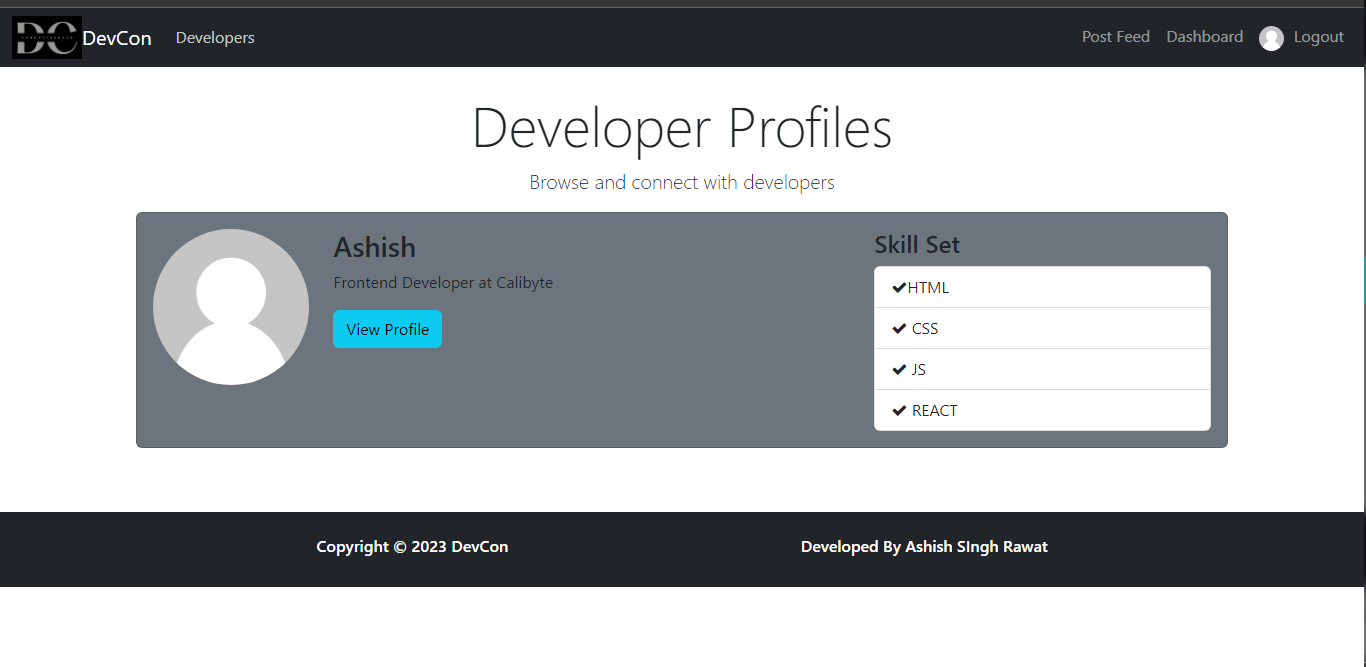 DC
DevCon Developers Post Feed Dashboard Logout
Developer Profiles
Browse and connect with developers
Ashish
Frontend Developer at Calibyte
View Profile
Skill Set
✔HTML
✔ CSS
✔ JS
✔ REACT
Copyright © 2023 DevCon Developed By Ashish SIngh Rawat